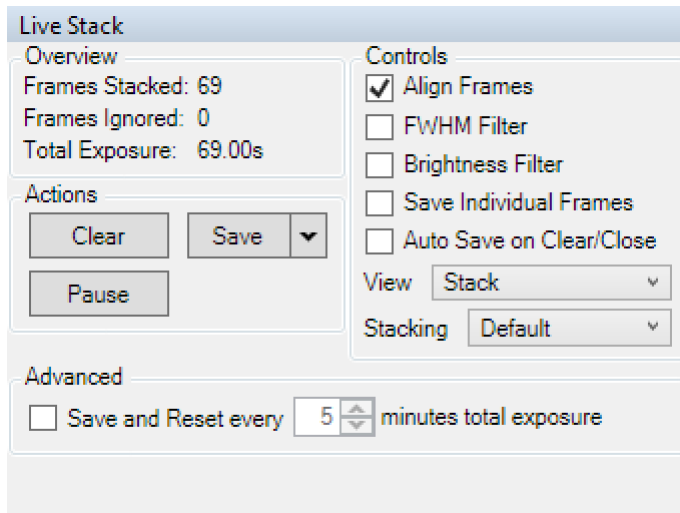 Live Stack
Overview
Frames Stacked: 69
Frames Ignored: 0
Total Exposure: 69.00s
Actions
Clear
Save
Pause
Controls
Align Frames
FWHM Filter
Brightness Filter
Save Individual Frames
Auto Save on Clear/Close
View Stack
Stacking Default
Advanced
Save and Reset every 5 minutes total exposure